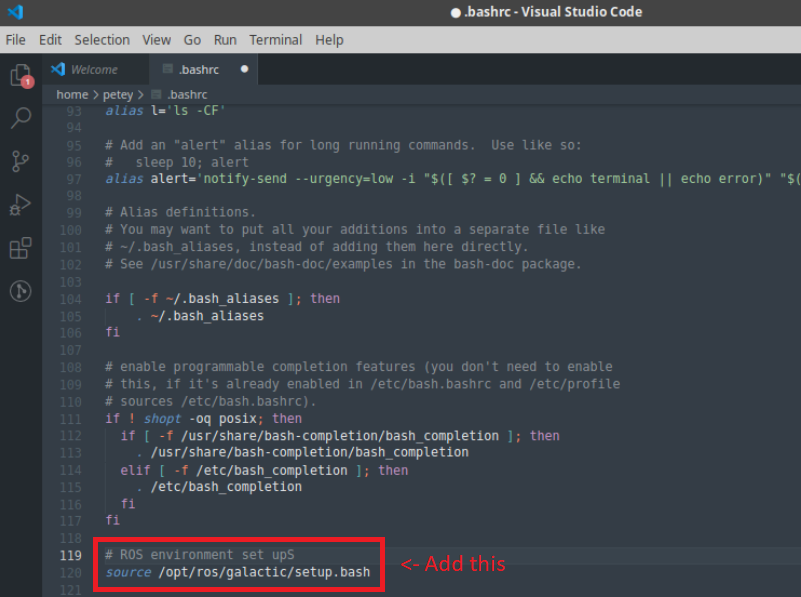 .bashrc - Visual Studio Code
File Edit Selection View Go Run Terminal Help
1
Welcome .bashrc
home > petey > .bashrc
93 alias l='ls -CF'
94
95 # Add an "alert" alias for long running commands.  Use like so:
96 #   sleep 10; alert
97 alias alert='notify-send --urgency=low -i "$([ $? = 0 ] && echo terminal || echo error)" "$(
98
99 # Alias definitions.
100 # You may want to put all your additions into a separate file like
101 # ~/.bash_aliases, instead of adding them here directly.
102 # See /usr/share/doc/bash-doc/examples in the bash-doc package.
103
104 if [ -f ~/.bash_aliases ]; then
105     . ~/.bash_aliases
106 fi
107
108 # enable programmable completion features (you don't need to enable
109 # this, if it's already enabled in /etc/bash.bashrc and /etc/profile
110 # sources /etc/bash.bashrc).
111 if ! shopt -oq posix; then
112   if [ -f /usr/share/bash-completion/bash_completion ]; then
113     . /usr/share/bash-completion/bash_completion
114   elif [ -f /etc/bash_completion ]; then
115     . /etc/bash_completion
116   fi
117 fi
118
119 # ROS environment set upS
120 source /opt/ros/galactic/setup.bash
<- Add this
121